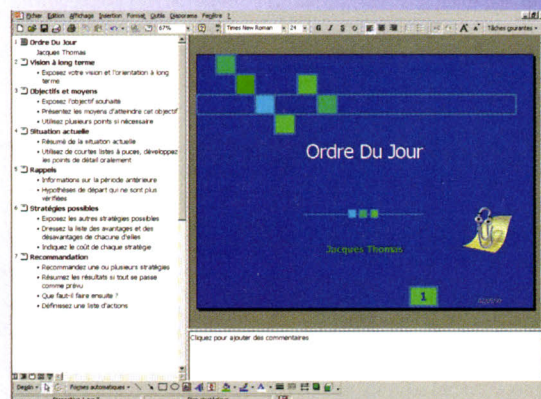 Fichier Edition Affichage Insertion Format Outils Diaporama Fenêtre ?
67% Times New Roman 24 G I S Tâches courantes
1 Ordre Du Jour
Jacques Thomas
2 Vision à long terme
• Exposez votre vision et l'orientation à long
terme
3 Objectifs et moyens
• Exposez l'objectif souhaité
• Présentez les moyens d'atteindre cet objectif
• Utilisez plusieurs points si nécessaire
4 Situation actuelle
• Résumé de la situation actuelle
• Utilisez de courtes listes à puces, développez
les points de détail oralement
5 Rappels
• Informations sur la période antérieure
• Hypothèses de départ qui ne sont plus
vérifiées
6 Stratégies possibles
• Exposez les autres stratégies possibles
• Dressez la liste des avantages et des
désavantages de chacune d'elles
• Indiquez le coût de chaque stratégie
7 Recommandation
• Recommandez une ou plusieurs stratégies
• Résumez les résultats si tout se passe
comme prévu
• Que faut-il faire ensuite ?
• Définissez une liste d'actions
Ordre Du Jour
Jacques Thomas
1
Cliquez pour ajouter des commentaires
Dessin Formes automatiques